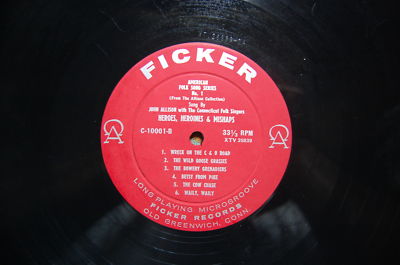 FICKER
AMERICAN
FOLK SONG SERIES
No. 1
(From The Allison Collection)
Sung By
JOHN ALLISON with The Connecticut Folk Singers
HEROES, HEROINES & MISHAPS
C-10001-B
33⅓ RPM
XTV 25839
1. WRECK ON THE C & O ROAD
2. THE WILD GOOSE GRASSES
3. THE BOWERY GRENADIERS
4. BETSY FROM PIKE
5. THE COW CHASE
6. WAILY, WAILY
LONG PLAYING MICROGROOVE
FICKER RECORDS
OLD GREENWICH, CONN.